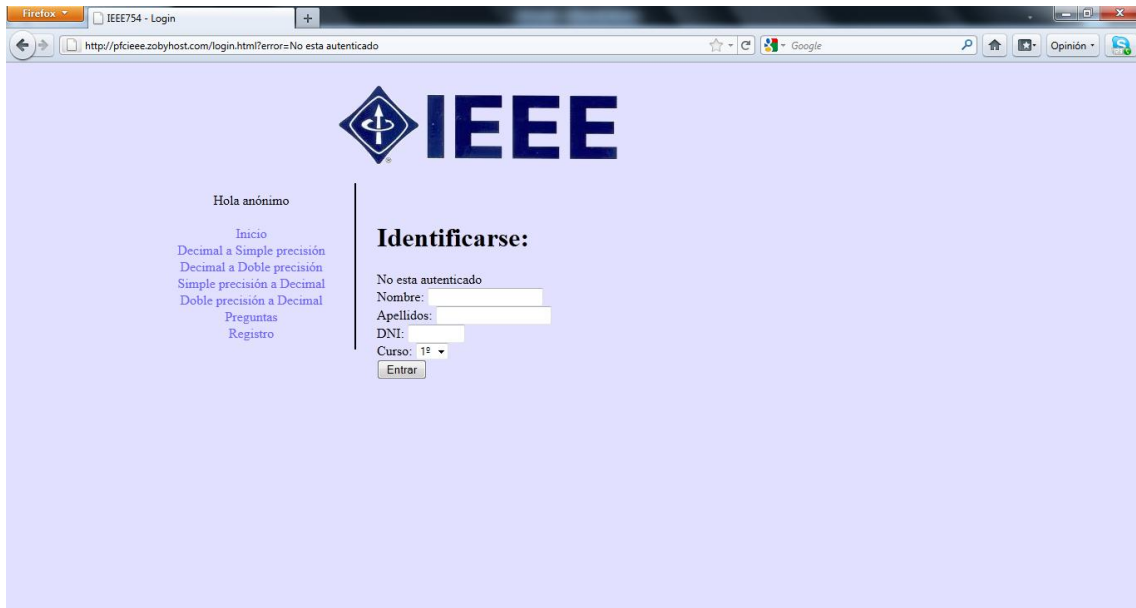 Firefox
IEEE754 - Login
http://pfcieee.zobyhost.com/login.html?error=No esta autenticado
Google
Opinión
IEEE
Hola anónimo
Inicio
Decimal a Simple precisión
Decimal a Doble precisión
Simple precisión a Decimal
Doble precisión a Decimal
Preguntas
Registro
Identificarse:
No esta autenticado
Nombre:
Apellidos:
DNI:
Curso: 1º
Entrar